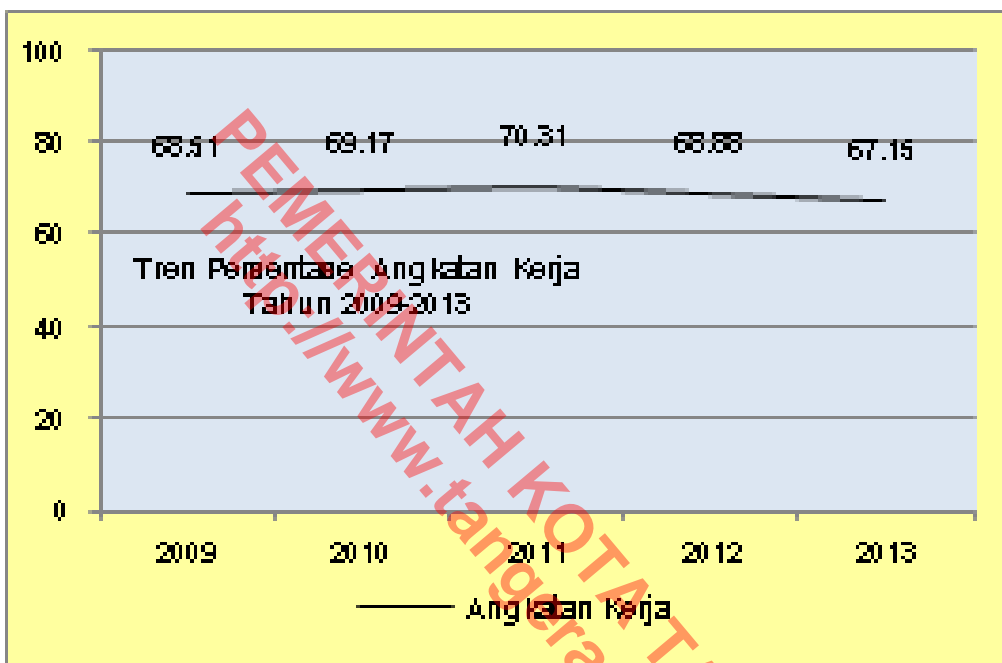 100
80
60
40
20
0
68.51 69.17 70.31 68.88 67.15
Tren Persentase Angkatan Kerja
Tahun 2009-2013
2009 2010 2011 2012 2013
Angkatan Kerja
PEMERINTAH KOTA
http://www.tangera